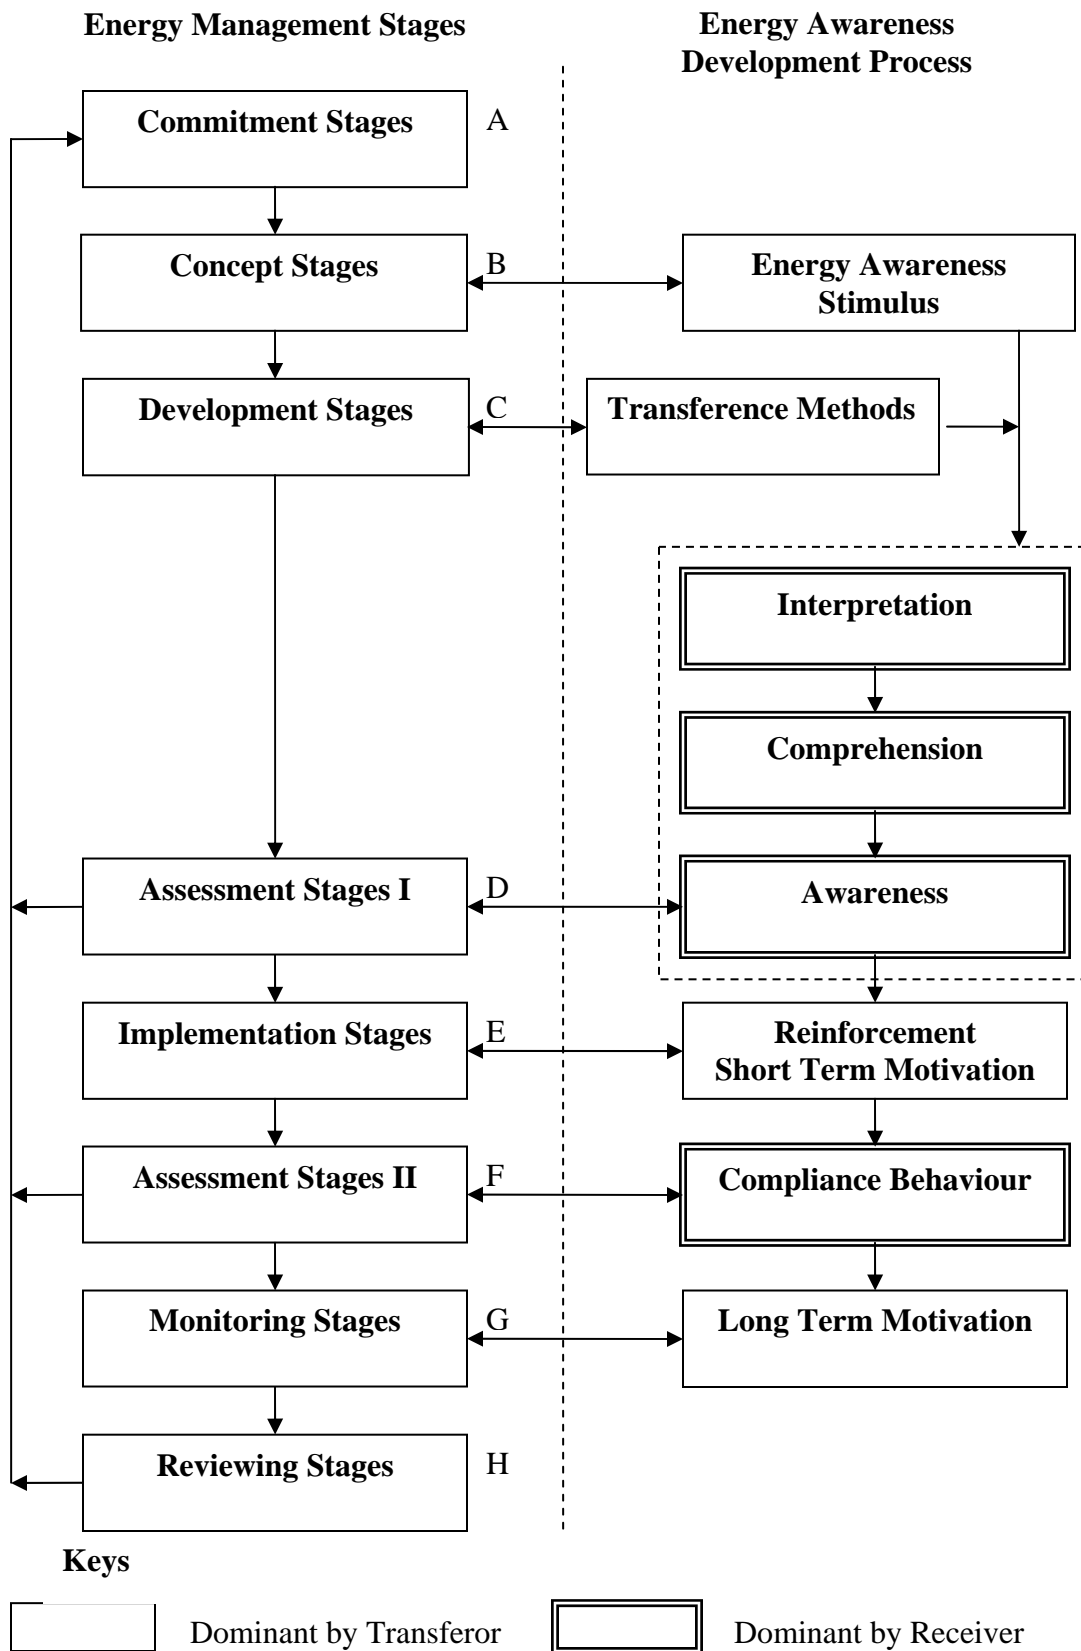 Energy Management Stages
Energy Awareness
Development Process
Commitment Stages
A
Concept Stages
B
Energy Awareness
Stimulus
Development Stages
C
Transference Methods
Interpretation
Comprehension
Assessment Stages I
D
Awareness
Implementation Stages
E
Reinforcement
Short Term Motivation
Assessment Stages II
F
Compliance Behaviour
Monitoring Stages
G
Long Term Motivation
Reviewing Stages
H
Keys
Dominant by Transferor
Dominant by Receiver